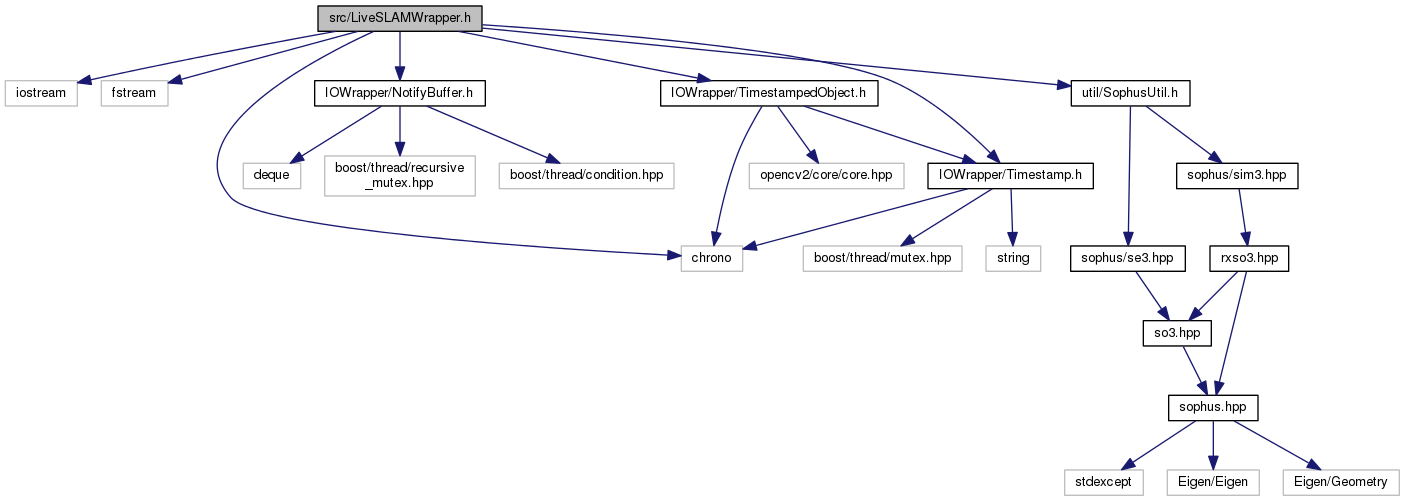 src/LiveSLAMWrapper.h
iostream
fstream
IOWrapper/NotifyBuffer.h
IOWrapper/TimestampedObject.h
util/SophusUtil.h
deque
boost/thread/recursive
_mutex.hpp
boost/thread/condition.hpp
opencv2/core/core.hpp
IOWrapper/Timestamp.h
sophus/sim3.hpp
chrono
boost/thread/mutex.hpp
string
sophus/se3.hpp
rxso3.hpp
so3.hpp
sophus.hpp
stdexcept
Eigen/Eigen
Eigen/Geometry